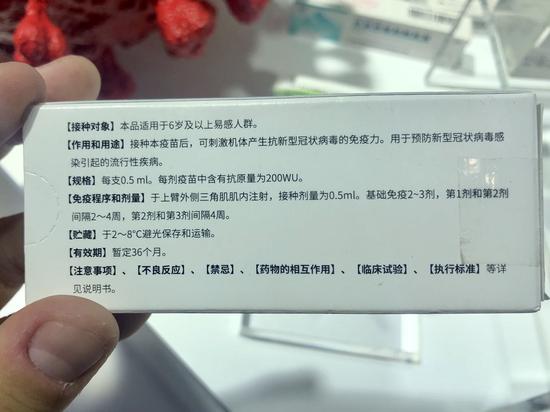 【接种对象】本品适用于6岁及以上易感人群。
【作用和用途】接种本疫苗后，可刺激机体产生抗新型冠状病毒的免疫力。用于预防新型冠状病毒感
染引起的流行性疾病。
【规格】每支0.5 ml。每剂疫苗中含有抗原量为200WU。
【免疫程序和剂量】于上臂外侧三角肌肌内注射，接种剂量为0.5ml。基础免疫2~3剂，第1剂和第2剂
间隔2～4周，第2剂和第3剂间隔4周。
【贮藏】于2~8℃避光保存和运输。
【有效期】暂定36个月。
【注意事项】、【不良反应】、【禁忌】、【药物的相互作用】、【临床试验】、【执行标准】等详
见说明书。